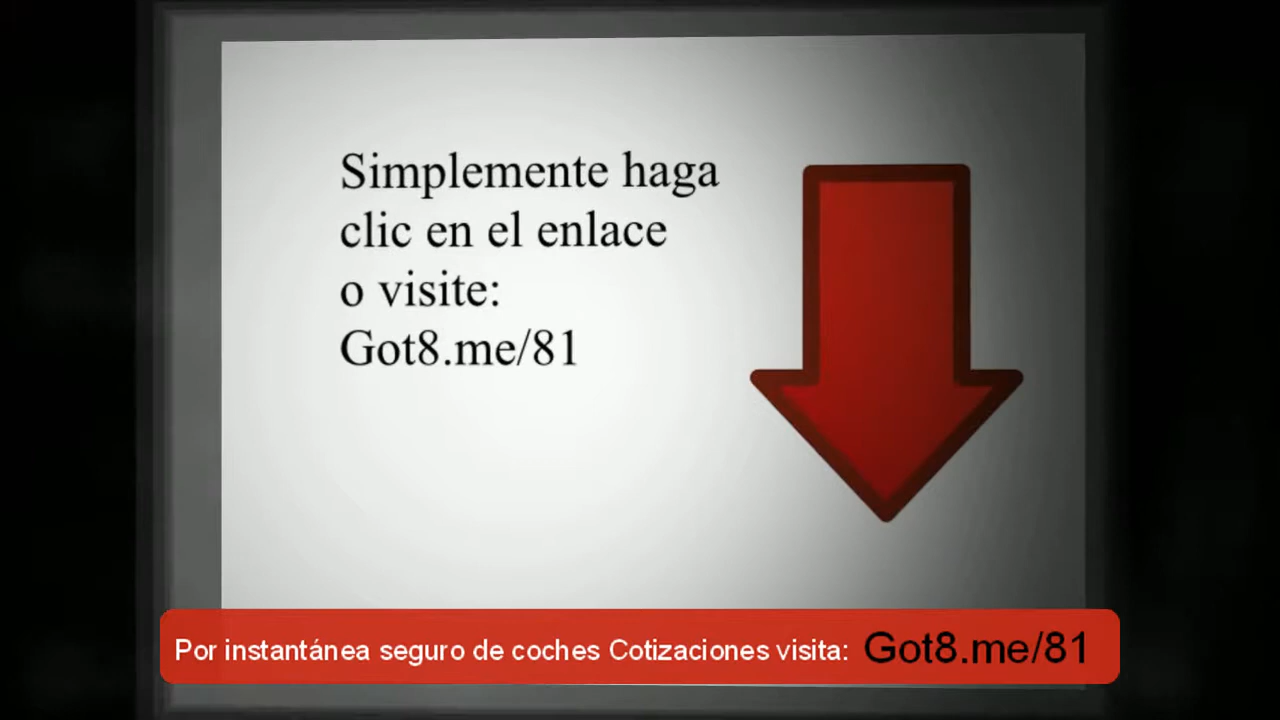 Simplemente haga
clic en el enlace
o visite:
Got8.me/81
Por instantánea seguro de coches Cotizaciones visita: Got8.me/81